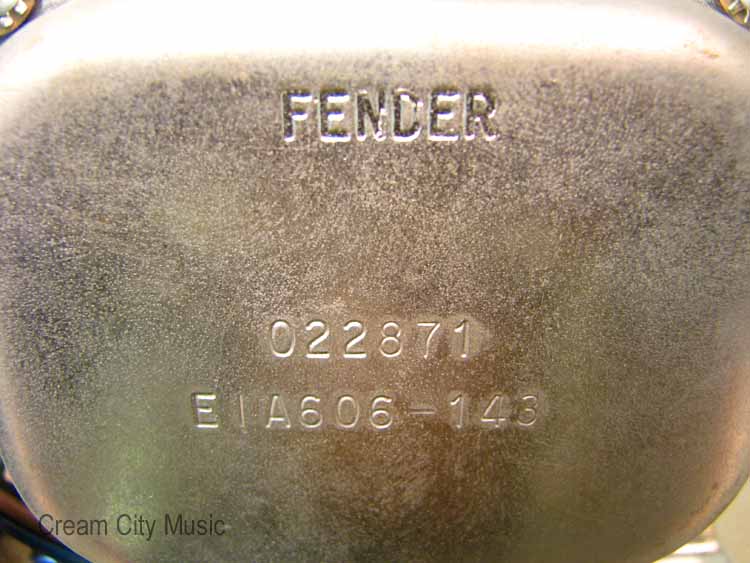 FENDER
022871
EIA606-143
Cream City Music